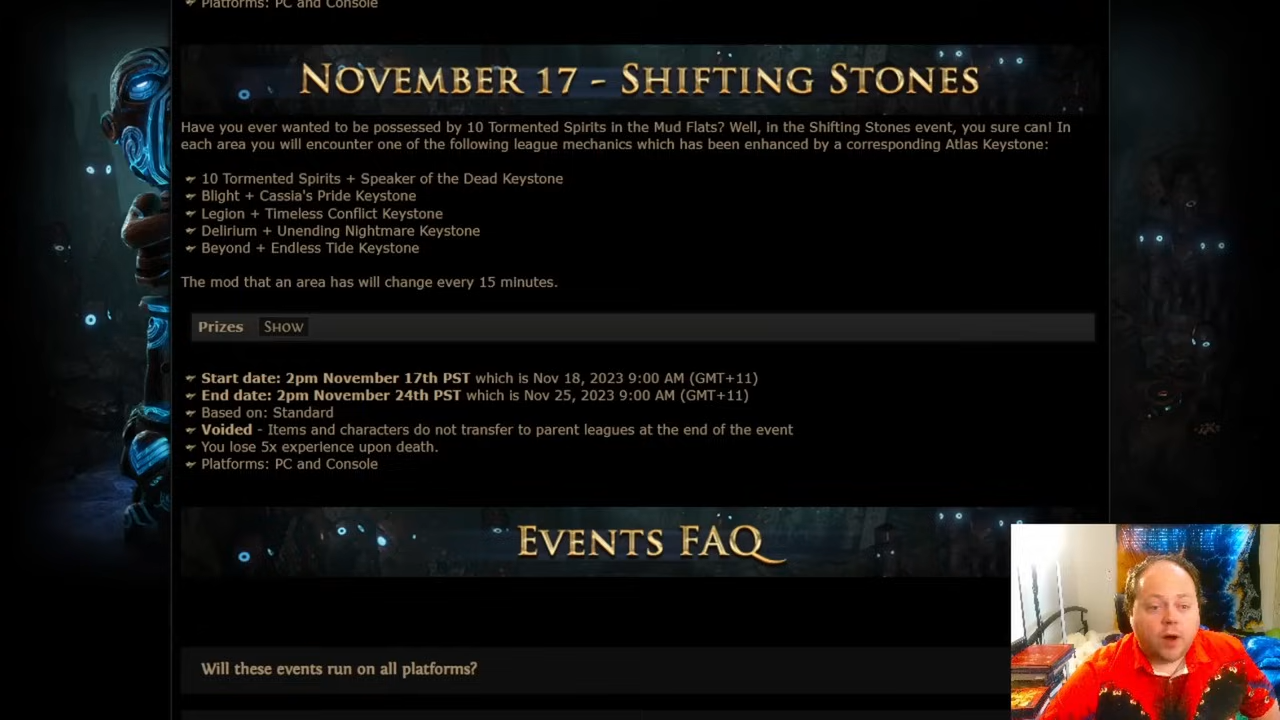 Platforms: PC and Console
November 17 - Shifting Stones
Have you ever wanted to be possessed by 10 Tormented Spirits in the Mud Flats? Well, in the Shifting Stones event, you sure can! In
each area you will encounter one of the following league mechanics which has been enhanced by a corresponding Atlas Keystone:
10 Tormented Spirits + Speaker of the Dead Keystone
Blight + Cassia's Pride Keystone
Legion + Timeless Conflict Keystone
Delirium + Unending Nightmare Keystone
Beyond + Endless Tide Keystone
The mod that an area has will change every 15 minutes.
Prizes Show
Start date: 2pm November 17th PST which is Nov 18, 2023 9:00 AM (GMT+11)
End date: 2pm November 24th PST which is Nov 25, 2023 9:00 AM (GMT+11)
Based on: Standard
Voided - Items and characters do not transfer to parent leagues at the end of the event
You lose 5x experience upon death.
Platforms: PC and Console
Events FAQ
Will these events run on all platforms?